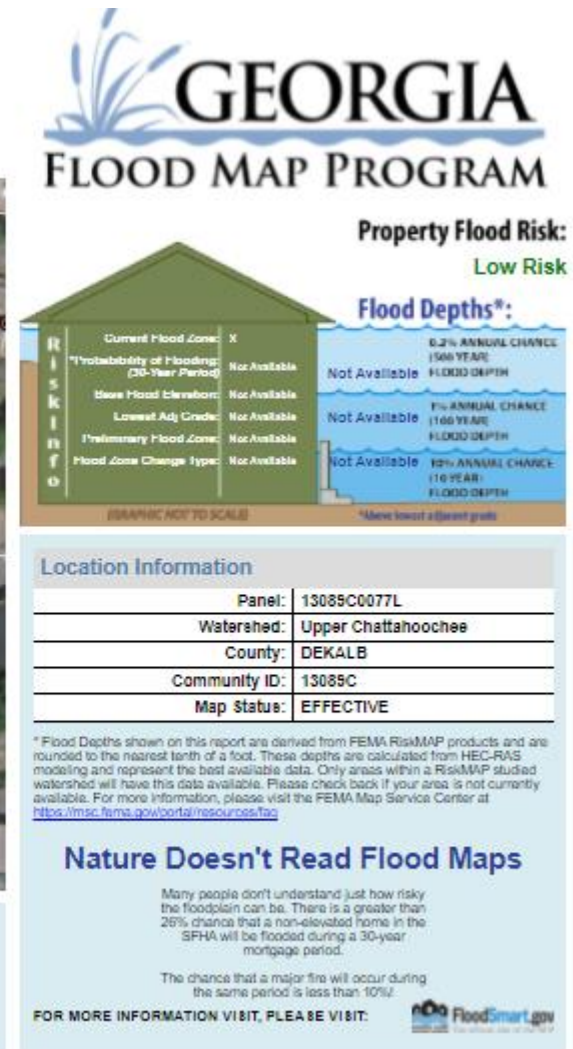 GEORGIA
FLOOD MAP PROGRAM
Property Flood Risk:
Low Risk
Flood Depths*:
Risk Info
Current Flood Zone: X
*Probability of Flooding: Not Available
(30-Year Period)
Base Flood Elevation: Not Available
Lowest Adj Grade: Not Available
Preliminary Flood Zone: Not Available
Flood Zone Change Type: Not Available
Not Available
0.2% ANNUAL CHANCE
(500 YEAR)
FLOOD DEPTH
Not Available
1% ANNUAL CHANCE
(100 YEAR)
FLOOD DEPTH
Not Available
10% ANNUAL CHANCE
(10 YEAR)
FLOOD DEPTH
(GRAPHIC NOT TO SCALE)
*Above lowest adjacent grade
Location Information
Panel: 13089C0077L
Watershed: Upper Chattahoochee
County: DEKALB
Community ID: 13089C
Map Status: EFFECTIVE
* Flood Depths shown on this report are derived from FEMA RiskMAP products and are
rounded to the nearest tenth of a foot. These depths are calculated from HEC-RAS
modeling and represent the best available data. Only areas within a RiskMAP studied
watershed will have this data available. Please check back if your area is not currently
available. For more information, please visit the FEMA Map Service Center at
https://msc.fema.gov/portal/resources/faq
Nature Doesn't Read Flood Maps
Many people don't understand just how risky
the floodplain can be. There is a greater than
26% chance that a non-elevated home in the
SFHA will be flooded during a 30-year
mortgage period.
The chance that a major fire will occur during
the same period is less than 10%!
FOR MORE INFORMATION VISIT, PLEASE VISIT:
FloodSmart.gov